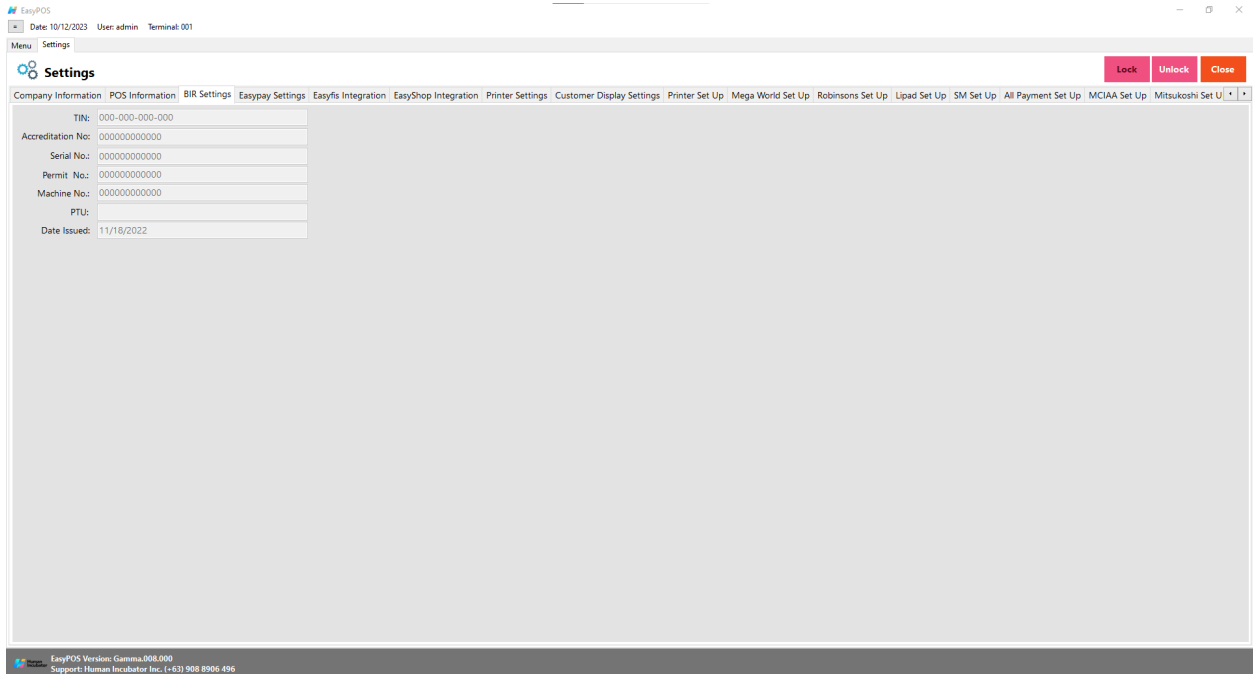 EasyPOS
Date: 10/12/2023 User: admin Terminal: 001
Menu Settings
Settings
Lock Unlock Close
Company Information POS Information BIR Settings Easypay Settings Easyfis Integration EasyShop Integration Printer Settings Customer Display Settings Printer Set Up Mega World Set Up Robinsons Set Up Lipad Set Up SM Set Up All Payment Set Up MCIAA Set Up Mitsukoshi Set U
TIN: 000-000-000-000
Accreditation No: 000000000000
Serial No.: 000000000000
Permit No.: 000000000000
Machine No.: 000000000000
PTU:
Date Issued: 11/18/2022
Human Incubator
EasyPOS Version: Gamma.008.000
Support: Human Incubator Inc. (+63) 908 8906 496